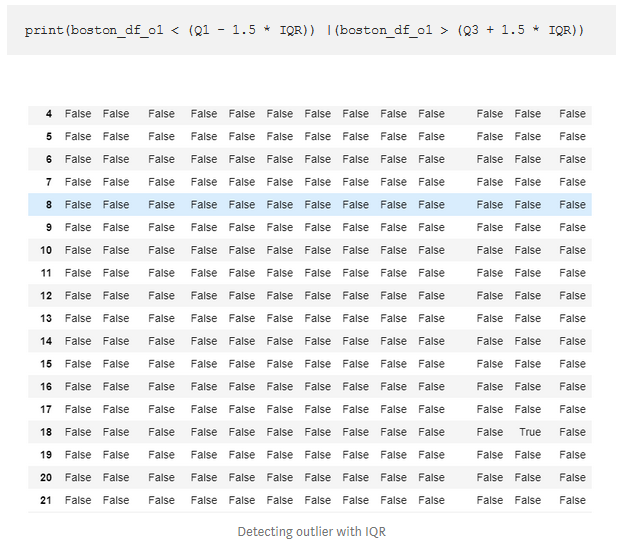 print(boston_df_o1 < (Q1 - 1.5 * IQR)) |(boston_df_o1 > (Q3 + 1.5 * IQR))
4 False False False False False False False False False False False False False
5 False False False False False False False False False False False False False
6 False False False False False False False False False False False False False
7 False False False False False False False False False False False False False
8 False False False False False False False False False False False False False
9 False False False False False False False False False False False False False
10 False False False False False False False False False False False False False
11 False False False False False False False False False False False False False
12 False False False False False False False False False False False False False
13 False False False False False False False False False False False False False
14 False False False False False False False False False False False False False
15 False False False False False False False False False False False False False
16 False False False False False False False False False False False False False
17 False False False False False False False False False False False False False
18 False False False False False False False False False False False True False
19 False False False False False False False False False False False False False
20 False False False False False False False False False False False False False
21 False False False False False False False False False False False False False
Detecting outlier with IQR